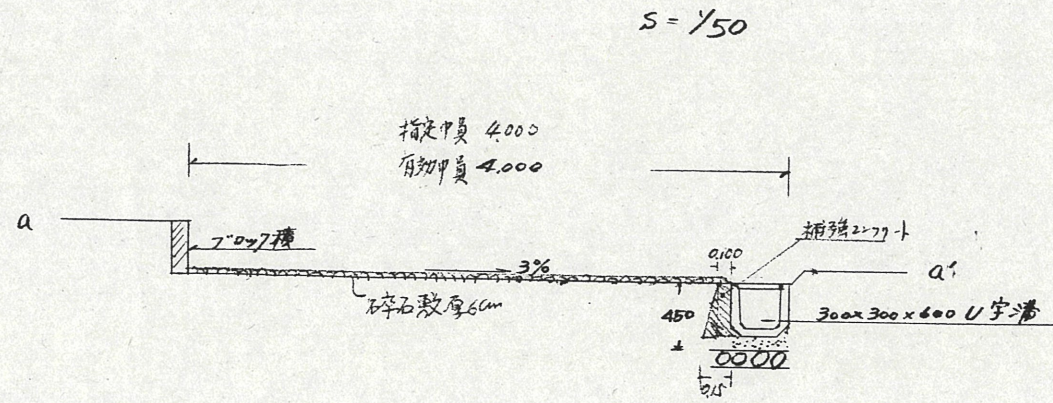 S = 1/50
指定巾員 4.000
有効巾員 4.000
a
ブロック積
3%
0.100
補強コンクリート
a'
砕石敷厚6cm
450
300×300×600 U字溝
0.15